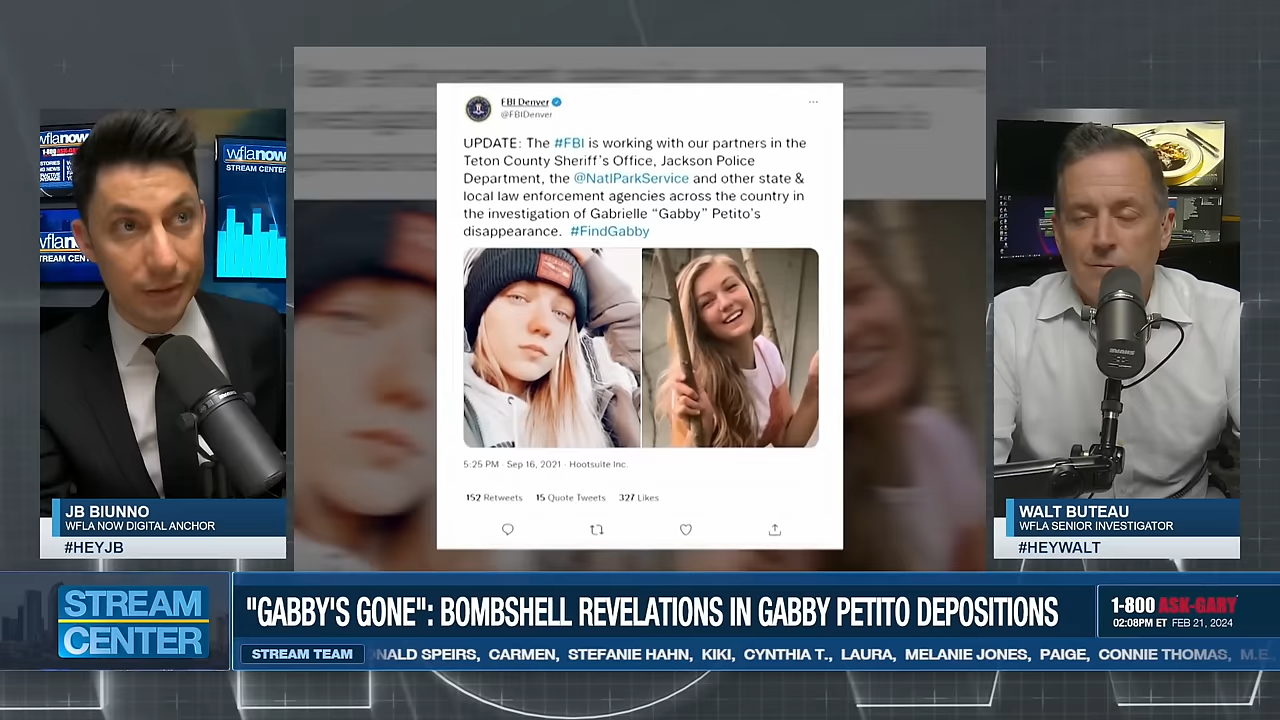 FBI Denver
@FBIDenver
UPDATE: The #FBI is working with our partners in the
Teton County Sheriff's Office, Jackson Police
Department, the @NatlParkService and other state &
local law enforcement agencies across the country in
the investigation of Gabrielle "Gabby" Petito's
disappearance. #FindGabby
5:25 PM · Sep 16, 2021 · Hootsuite Inc.
152 Retweets 15 Quote Tweets 327 Likes
wflanow
wflanow
STREAM CENTER
JB BIUNNO
WFLA NOW DIGITAL ANCHOR
#HEYJB
SHURE
WALT BUTEAU
WFLA SENIOR INVESTIGATOR
#HEYWALT
STREAM
CENTER
"GABBY'S GONE": BOMBSHELL REVELATIONS IN GABBY PETITO DEPOSITIONS
1-800 ASK-GARY
02:08PM ET FEB 21, 2024
STREAM TEAM
NALD SPEIRS, CARMEN, STEFANIE HAHN, KIKI, CYNTHIA T., LAURA, MELANIE JONES, PAIGE, CONNIE THOMAS, M.E.